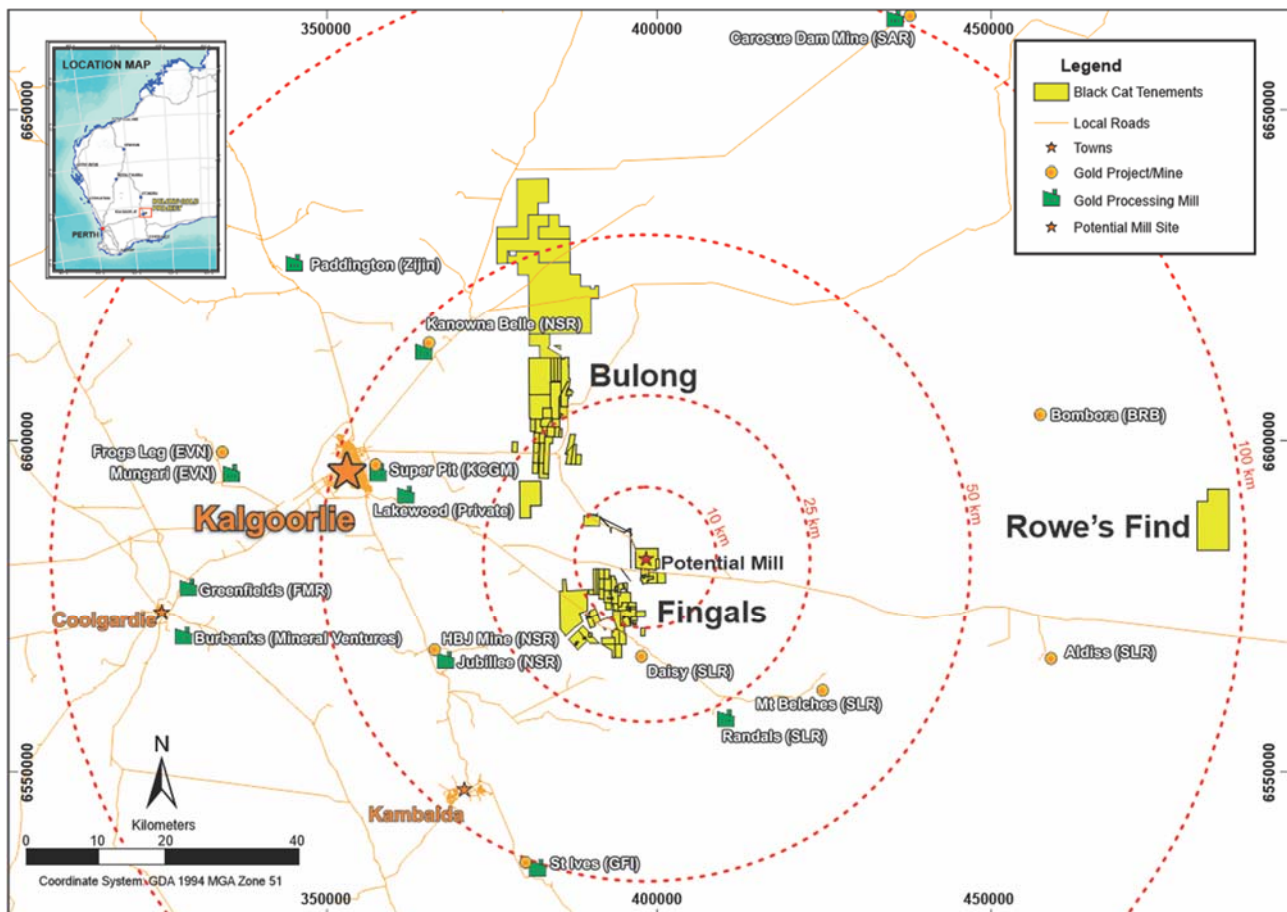 350000
400000
450000
Carosue Dam Mine (SAR)
LOCATION MAP
PERTH
Legend
Black Cat Tenements
Local Roads
Towns
Gold Project/Mine
Gold Processing Mill
Potential Mill Site
6650000
6650000
Paddington (Zijin)
Kanowna Belle (NSR)
Bulong
Bombora (BRB)
6600000
6600000
Frogs Leg (EVN)
Mungari (EVN)
Super Pit (KCGM)
Lakewood (Private)
Kalgoorlie
10 km
25 km
50 km
100 km
Rowe's Find
Potential Mill
Fingals
Greenfields (FMR)
Coolgardie
Burbanks (Mineral Ventures)
HBJ Mine (NSR)
Jubillee (NSR)
Daisy (SLR)
Aldiss (SLR)
Mt Belches (SLR)
Randals (SLR)
N
Kilometers
0 10 20 40
Coordinate System: GDA 1994 MGA Zone 51
Kambalda
St Ives (GFI)
6550000
6550000
350000
400000
450000